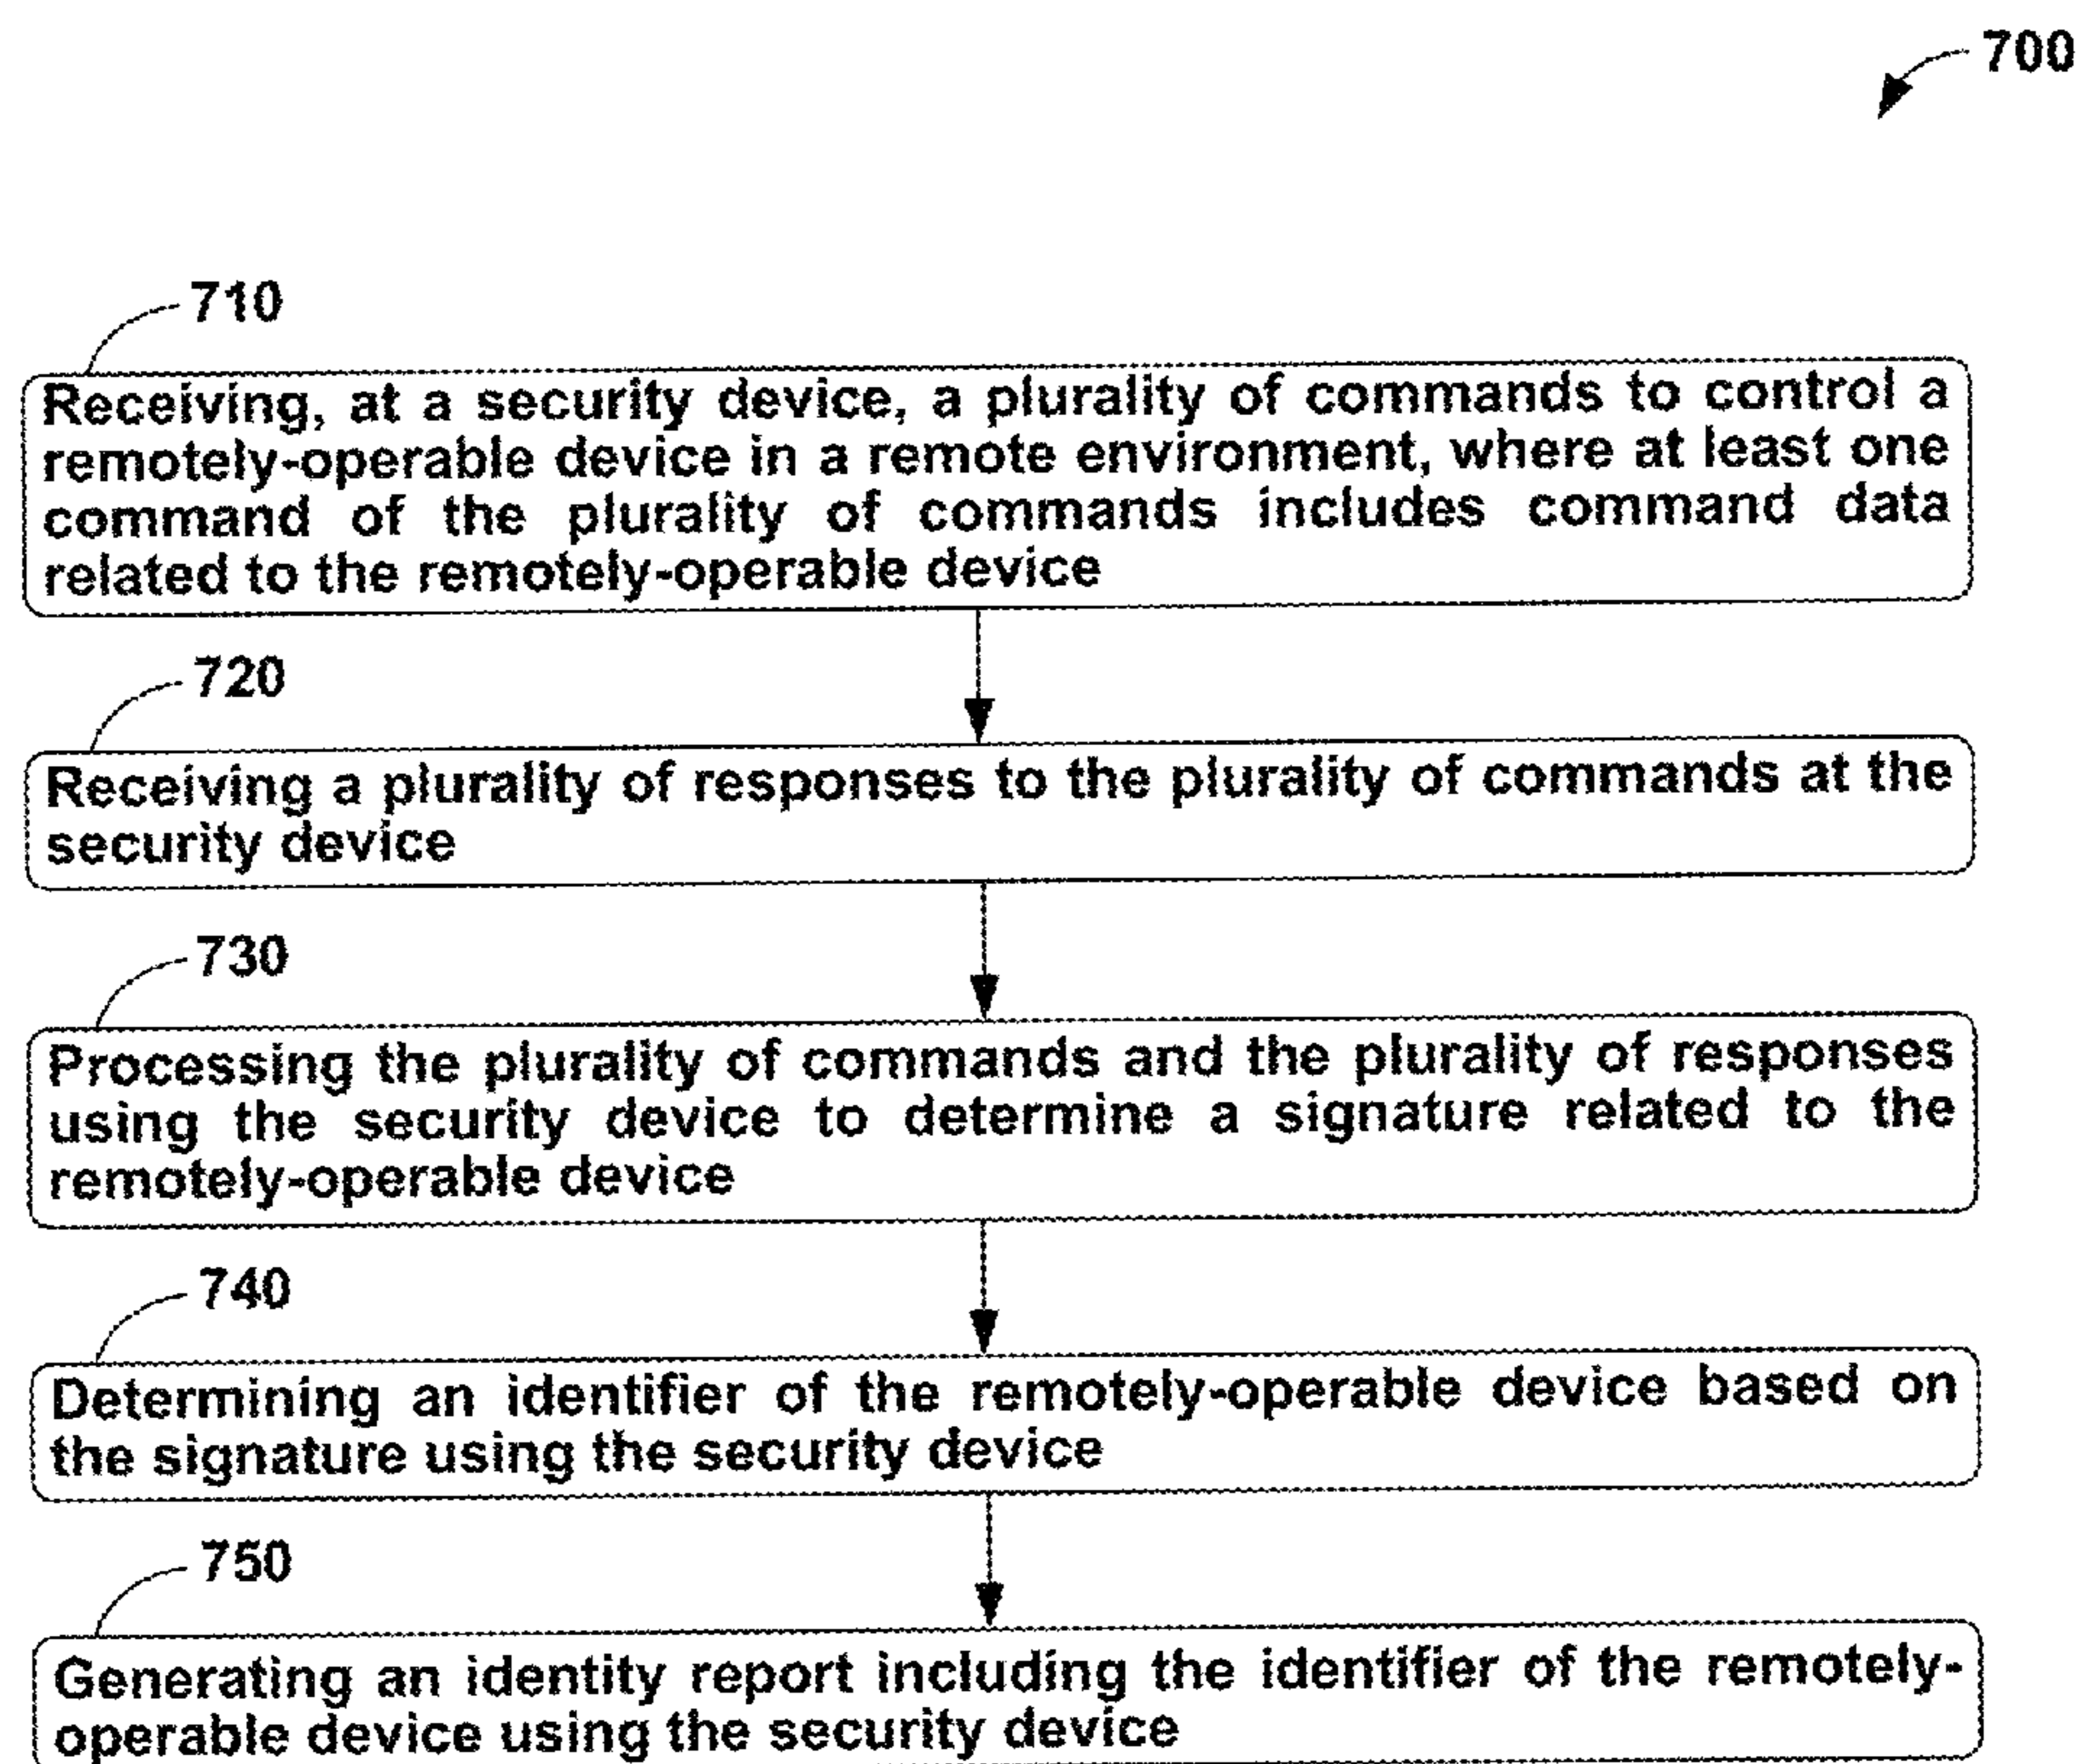 700
710
Receiving, at a security device, a plurality of commands to control a
remotely-operable device in a remote environment, where at least one
command of the plurality of commands includes command data
related to the remotely-operable device
720
Receiving a plurality of responses to the plurality of commands at the
security device
730
Processing the plurality of commands and the plurality of responses
using the security device to determine a signature related to the
remotely-operable device
740
Determining an identifier of the remotely-operable device based on
the signature using the security device
750
Generating an identity report including the identifier of the remotely-
operable device using the security device